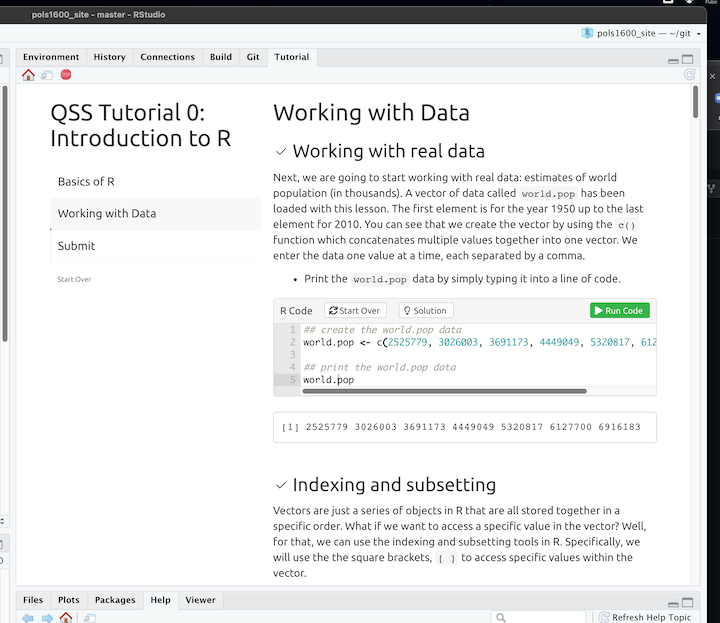 pols1600_site - master - RStudio
pols1600_site — ~/git
Environment History Connections Build Git Tutorial
QSS Tutorial 0:
Introduction to R
Basics of R
Working with Data
Submit
Start Over
Working with Data
Working with real data
Next, we are going to start working with real data: estimates of world
population (in thousands). A vector of data called world.pop has been
loaded with this lesson. The first element is for the year 1950 up to the last
element for 2010. You can see that we create the vector by using the c()
function which concatenates multiple values together into one vector. We
enter the data one value at a time, each separated by a comma.
• Print the world.pop data by simply typing it into a line of code.
R Code Start Over Solution Run Code
1 ## create the world.pop data
2 world.pop <- c(2525779, 3026003, 3691173, 4449049, 5320817, 612
3
4 ## print the world.pop data
5 world.pop
[1] 2525779 3026003 3691173 4449049 5320817 6127700 6916183
Indexing and subsetting
Vectors are just a series of objects in R that are all stored together in a
specific order. What if we want to access a specific value in the vector? Well,
for that, we can use the indexing and subsetting tools in R. Specifically, we
will use the the square brackets, [ ] to access specific values within the
vector.
Files Plots Packages Help Viewer
Refresh Help Topic